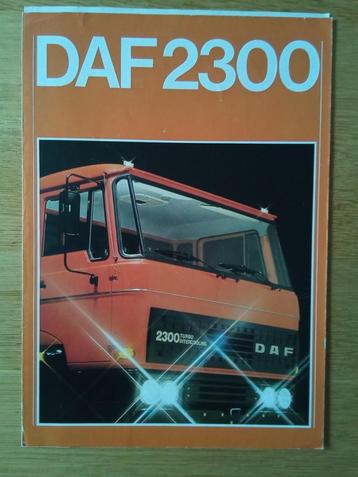 DAF 2300
2300 TURBO
INTERCOOLING
DAF